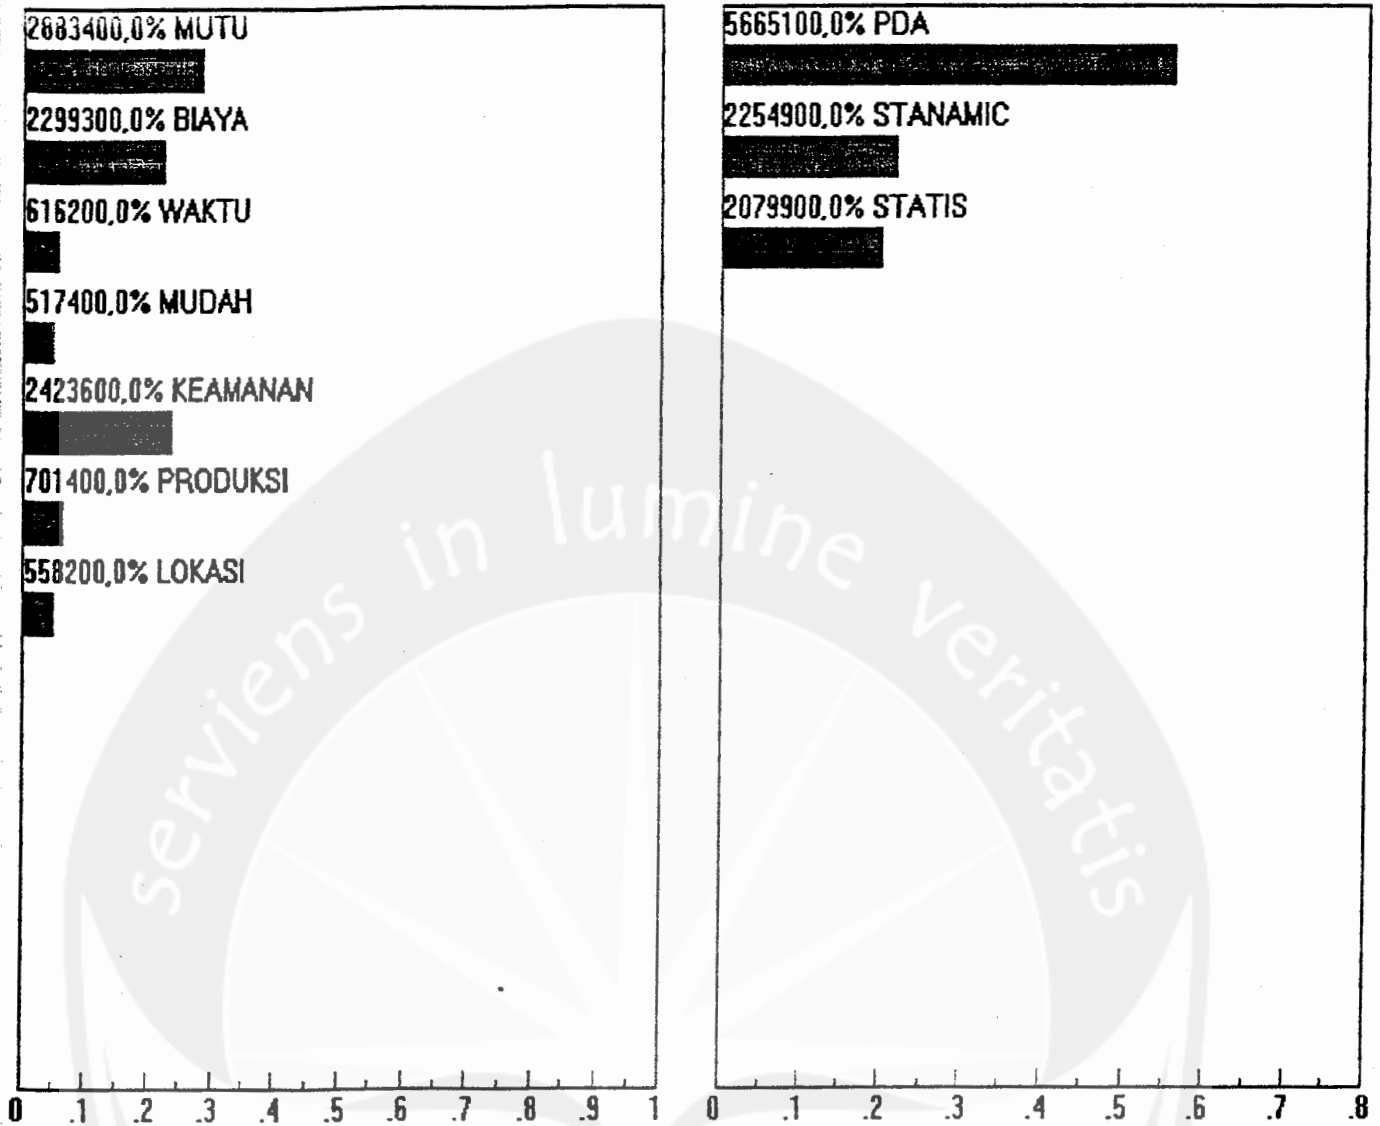 2883400,0% MUTU
2299300,0% BIAYA
616200,0% WAKTU
517400,0% MUDAH
2423600,0% KEAMANAN
701400,0% PRODUKSI
558200,0% LOKASI
0 .1 .2 .3 .4 .5 .6 .7 .8 .9 1
5665100,0% PDA
2254900,0% STANAMIC
2079900,0% STATIS
0 .1 .2 .3 .4 .5 .6 .7 .8
serviens in lumine veritatis